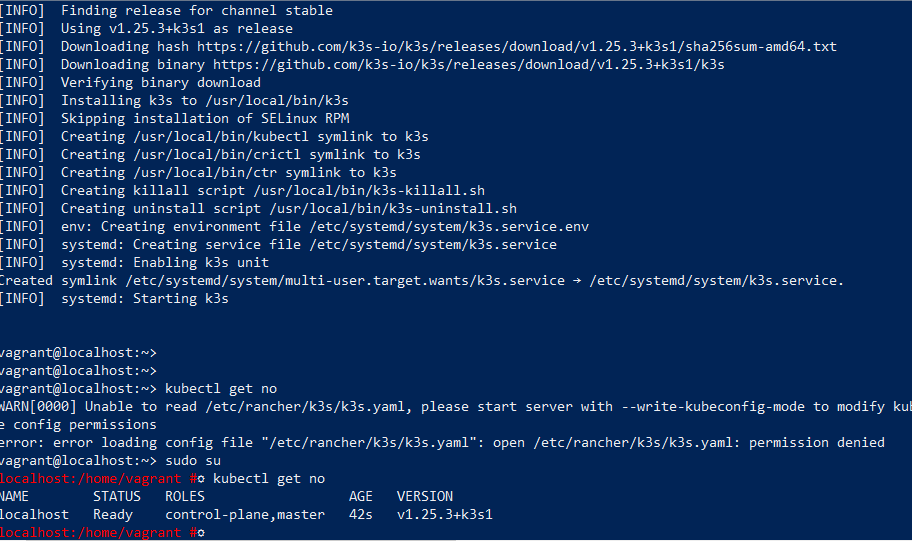 [INFO]  Finding release for channel stable
[INFO]  Using v1.25.3+k3s1 as release
[INFO]  Downloading hash https://github.com/k3s-io/k3s/releases/download/v1.25.3+k3s1/sha256sum-amd64.txt
[INFO]  Downloading binary https://github.com/k3s-io/k3s/releases/download/v1.25.3+k3s1/k3s
[INFO]  Verifying binary download
[INFO]  Installing k3s to /usr/local/bin/k3s
[INFO]  Skipping installation of SELinux RPM
[INFO]  Creating /usr/local/bin/kubectl symlink to k3s
[INFO]  Creating /usr/local/bin/crictl symlink to k3s
[INFO]  Creating /usr/local/bin/ctr symlink to k3s
[INFO]  Creating killall script /usr/local/bin/k3s-killall.sh
[INFO]  Creating uninstall script /usr/local/bin/k3s-uninstall.sh
[INFO]  env: Creating environment file /etc/systemd/system/k3s.service.env
[INFO]  systemd: Creating service file /etc/systemd/system/k3s.service
[INFO]  systemd: Enabling k3s unit
Created symlink /etc/systemd/system/multi-user.target.wants/k3s.service → /etc/systemd/system/k3s.service.
[INFO]  systemd: Starting k3s
vagrant@localhost:~>
vagrant@localhost:~>
vagrant@localhost:~> kubectl get no
WARN[0000] Unable to read /etc/rancher/k3s/k3s.yaml, please start server with --write-kubeconfig-mode to modify kub
e config permissions
error: error loading config file "/etc/rancher/k3s/k3s.yaml": open /etc/rancher/k3s/k3s.yaml: permission denied
vagrant@localhost:~> sudo su
localhost:/home/vagrant # kubectl get no
NAME        STATUS   ROLES                  AGE   VERSION
localhost   Ready    control-plane,master   42s   v1.25.3+k3s1
localhost:/home/vagrant #